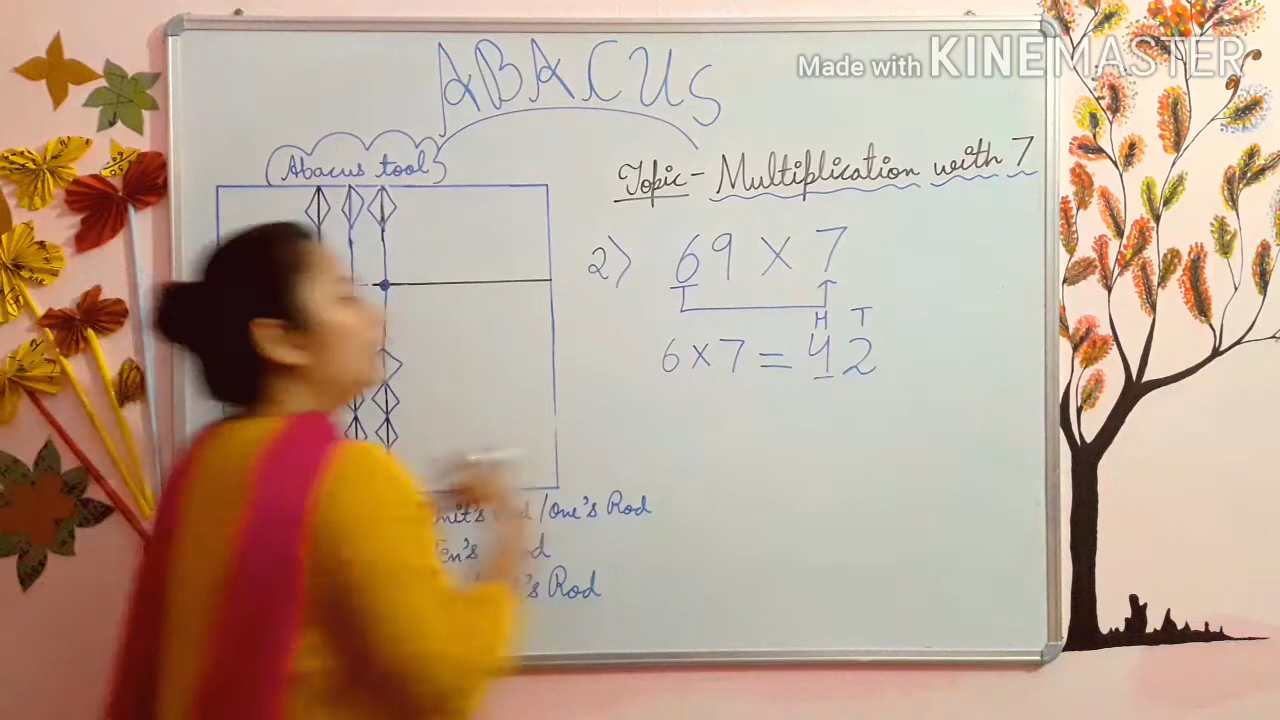 ABACUS
Made with KINEMASTER
Abacus tool
Topic - Multiplication with 7
2) 69 × 7
H T
6 × 7 = 42
/One's Rod
Rod